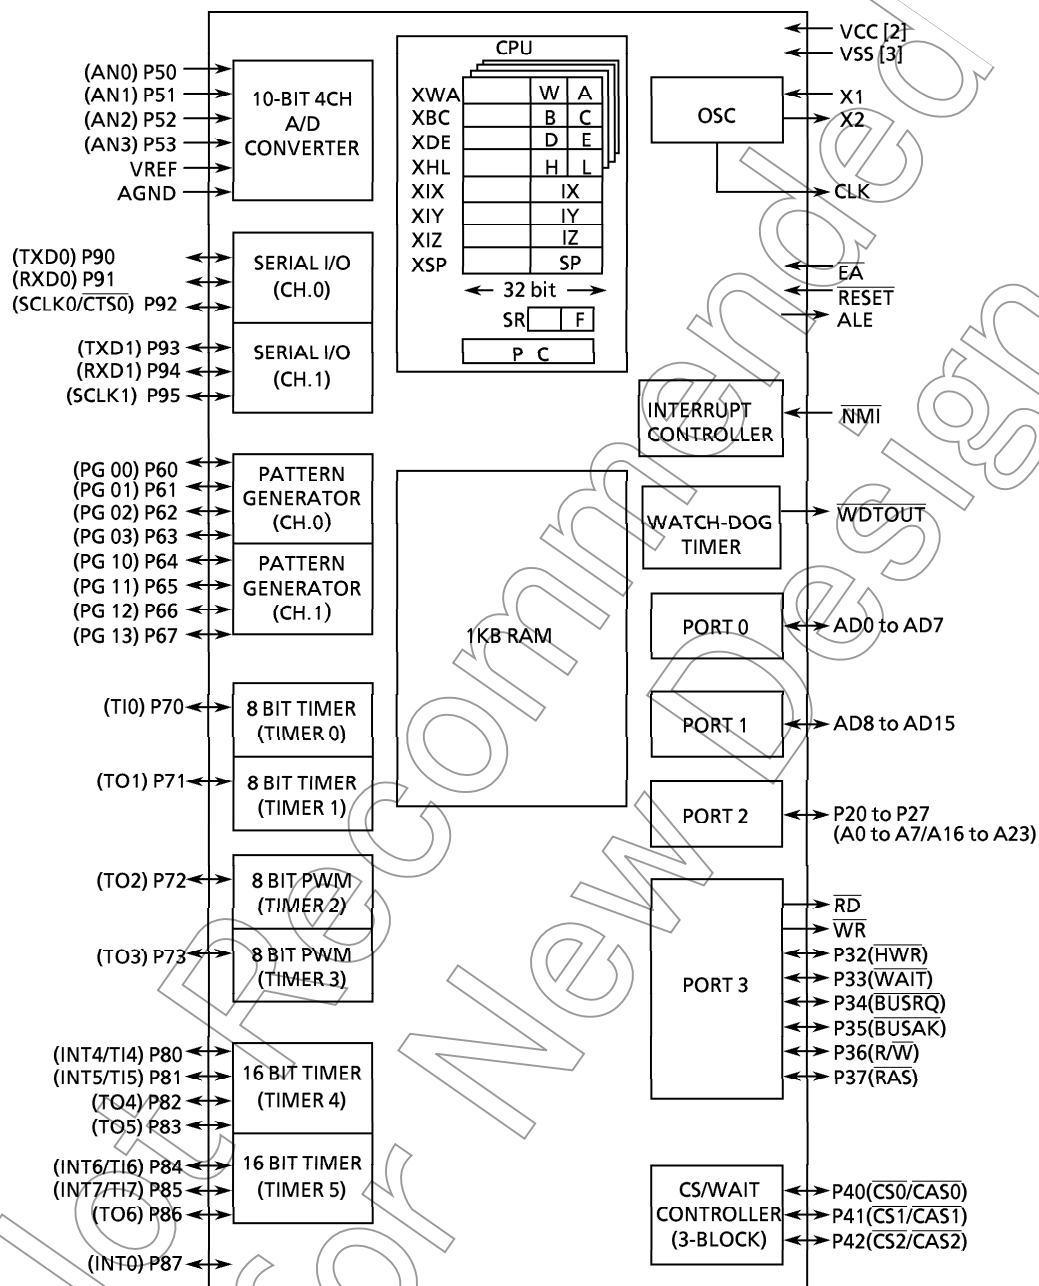 (AN0) P50
(AN1) P51
(AN2) P52
(AN3) P53
VREF
AGND
10-BIT 4CH
A/D
CONVERTER
(TXD0) P90
(RXD0) P91
(SCLK0/CTS0) P92
SERIAL I/O
(CH.0)
(TXD1) P93
(RXD1) P94
(SCLK1) P95
SERIAL I/O
(CH.1)
(PG 00) P60
(PG 01) P61
(PG 02) P62
(PG 03) P63
PATTERN
GENERATOR
(CH.0)
(PG 10) P64
(PG 11) P65
(PG 12) P66
(PG 13) P67
PATTERN
GENERATOR
(CH.1)
(TI0) P70
8 BIT TIMER
(TIMER 0)
(TO1) P71
8 BIT TIMER
(TIMER 1)
(TO2) P72
8 BIT PWM
(TIMER 2)
(TO3) P73
8 BIT PWM
(TIMER 3)
(INT4/TI4) P80
(INT5/TI5) P81
(TO4) P82
(TO5) P83
16 BIT TIMER
(TIMER 4)
(INT6/TI6) P84
(INT7/TI7) P85
(TO6) P86
16 BIT TIMER
(TIMER 5)
(INT0) P87
CPU
XWA W A
XBC B C
XDE D E
XHL H L
XIX IX
XIY IY
XIZ IZ
XSP SP
32 bit
SR F
P C
1KB RAM
VCC [2]
VSS [3]
OSC
X1
X2
CLK
EA
RESET
ALE
INTERRUPT
CONTROLLER
NMI
WATCH-DOG
TIMER
WDTOUT
PORT 0
AD0 to AD7
PORT 1
AD8 to AD15
PORT 2
P20 to P27
(A0 to A7/A16 to A23)
PORT 3
RD
WR
P32(HWR)
P33(WAIT)
P34(BUSRQ)
P35(BUSAK)
P36(R/W)
P37(RAS)
CS/WAIT
CONTROLLER
(3-BLOCK)
P40(CS0/CAS0)
P41(CS1/CAS1)
P42(CS2/CAS2)
Not Recommended
for New Design